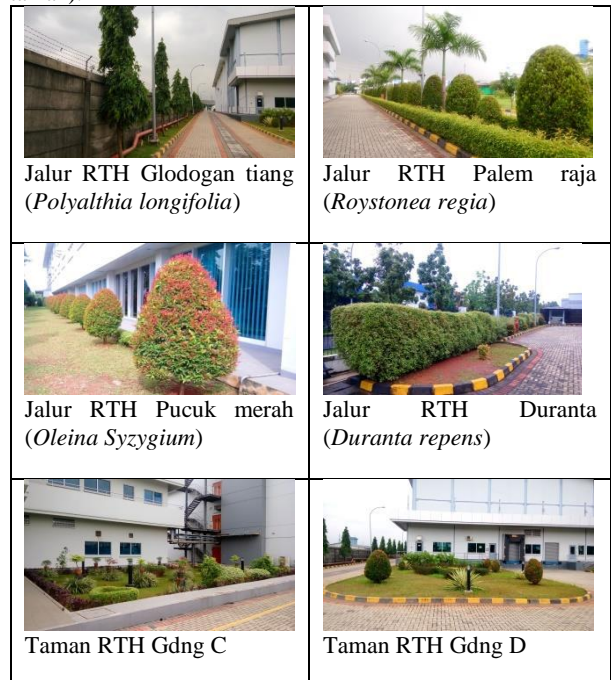 Jalur RTH Glodogan tiang
(Polyalthia longifolia)
Jalur RTH Palem raja
(Roystonea regia)
Jalur RTH Pucuk merah
(Oleina Syzygium)
Jalur RTH Duranta
(Duranta repens)
Taman RTH Gdng C
Taman RTH Gdng D